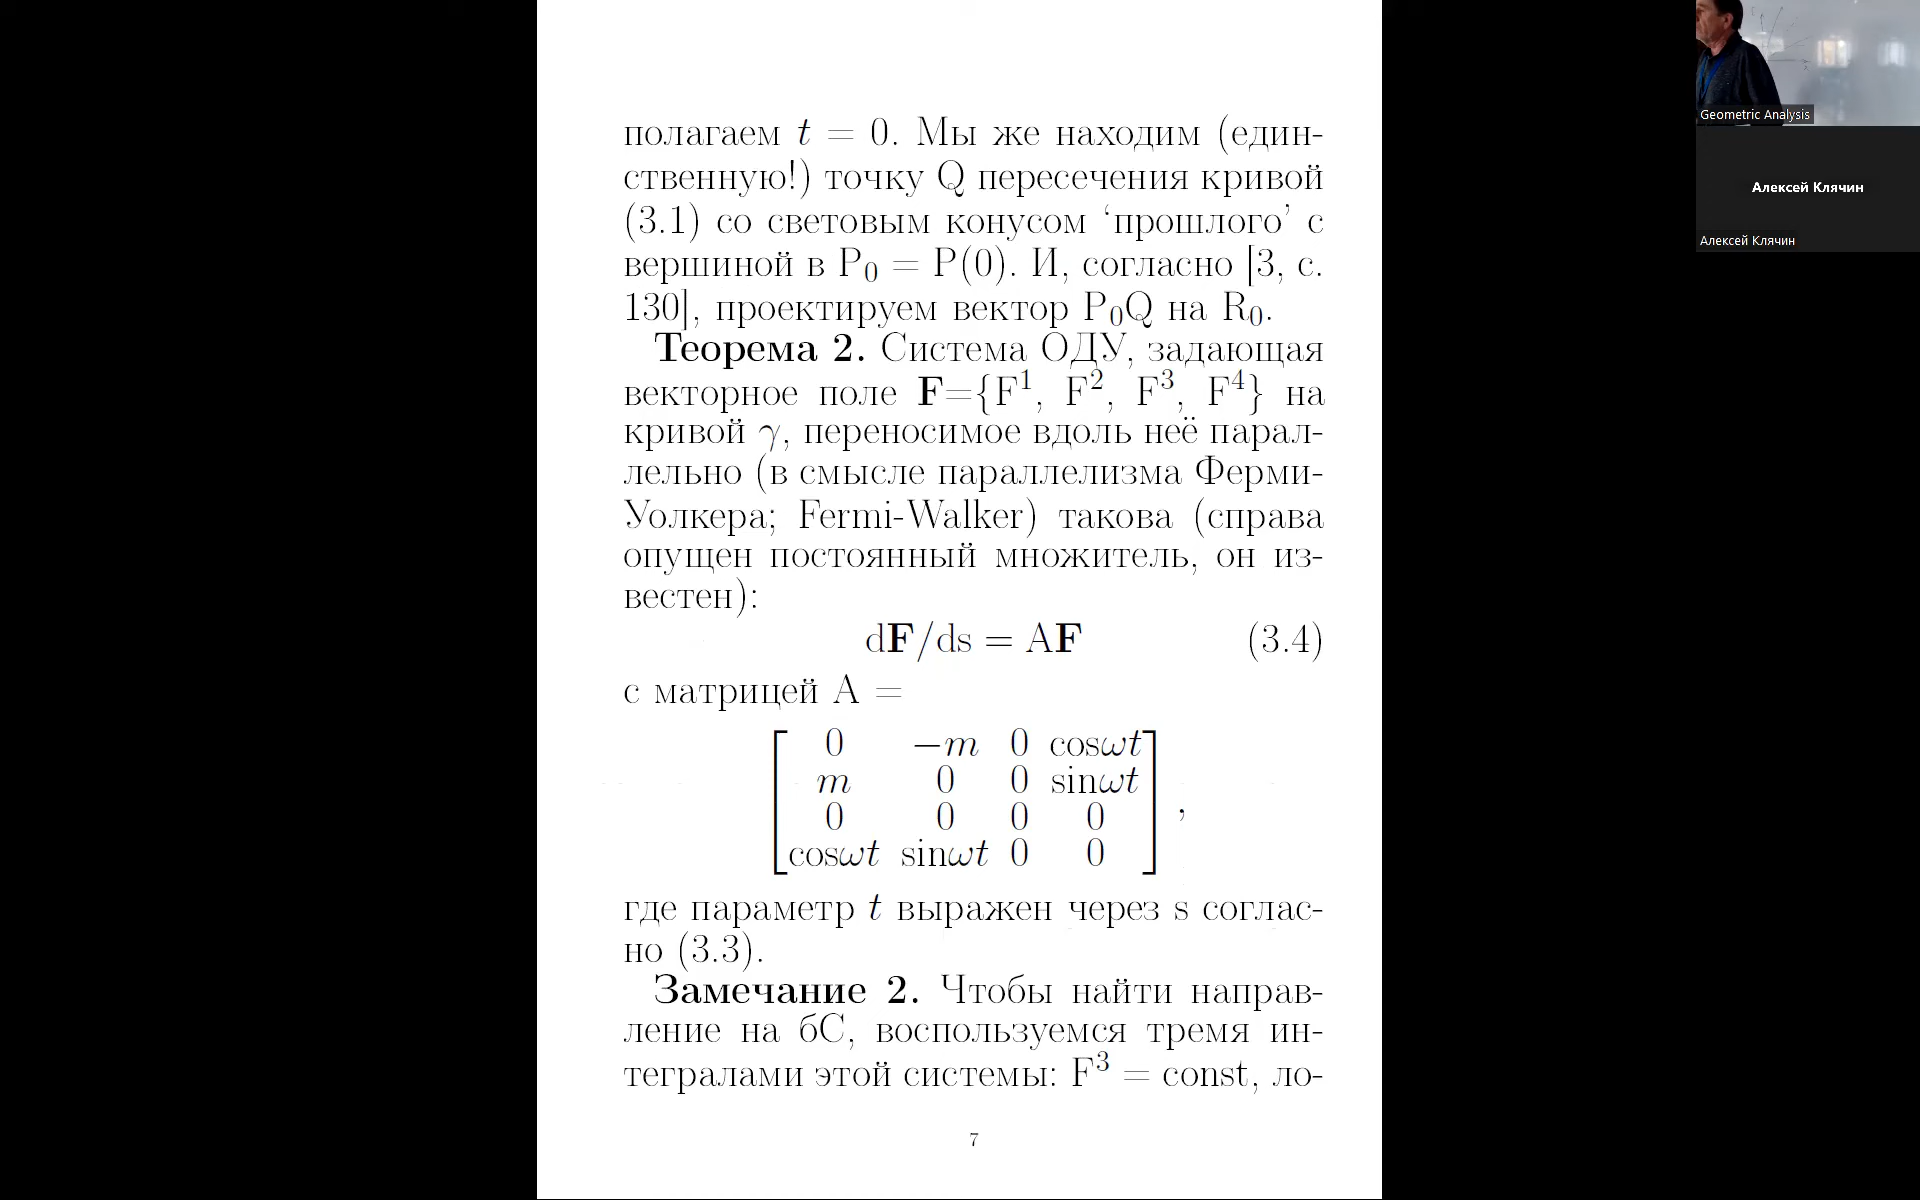 полагаем t = 0. Мы же находим (един-
ственную!) точку Q пересечения кривой
(3.1) со световым конусом ‘прошлого’ с
вершиной в P₀ = P(0). И, согласно [3, с.
130], проектируем вектор P₀Q на R₀.
Теорема 2. Система ОДУ, задающая
векторное поле F={F¹, F², F³, F⁴} на
кривой γ, переносимое вдоль неё парал-
лельно (в смысле параллелизма Ферми-
Уолкера; Fermi-Walker) такова (справа
опущен постоянный множитель, он из-
вестен):
dF/ds = AF (3.4)
с матрицей A =
0 −m 0 cosωt
m 0 0 sinωt
0 0 0 0
cosωt sinωt 0 0 ,
где параметр t выражен через s соглас-
но (3.3).
Замечание 2. Чтобы найти направ-
ление на бС, воспользуемся тремя ин-
тегралами этой системы: F³ = const, ло-
7
Geometric Analysis
Алексей Клячин
Алексей Клячин